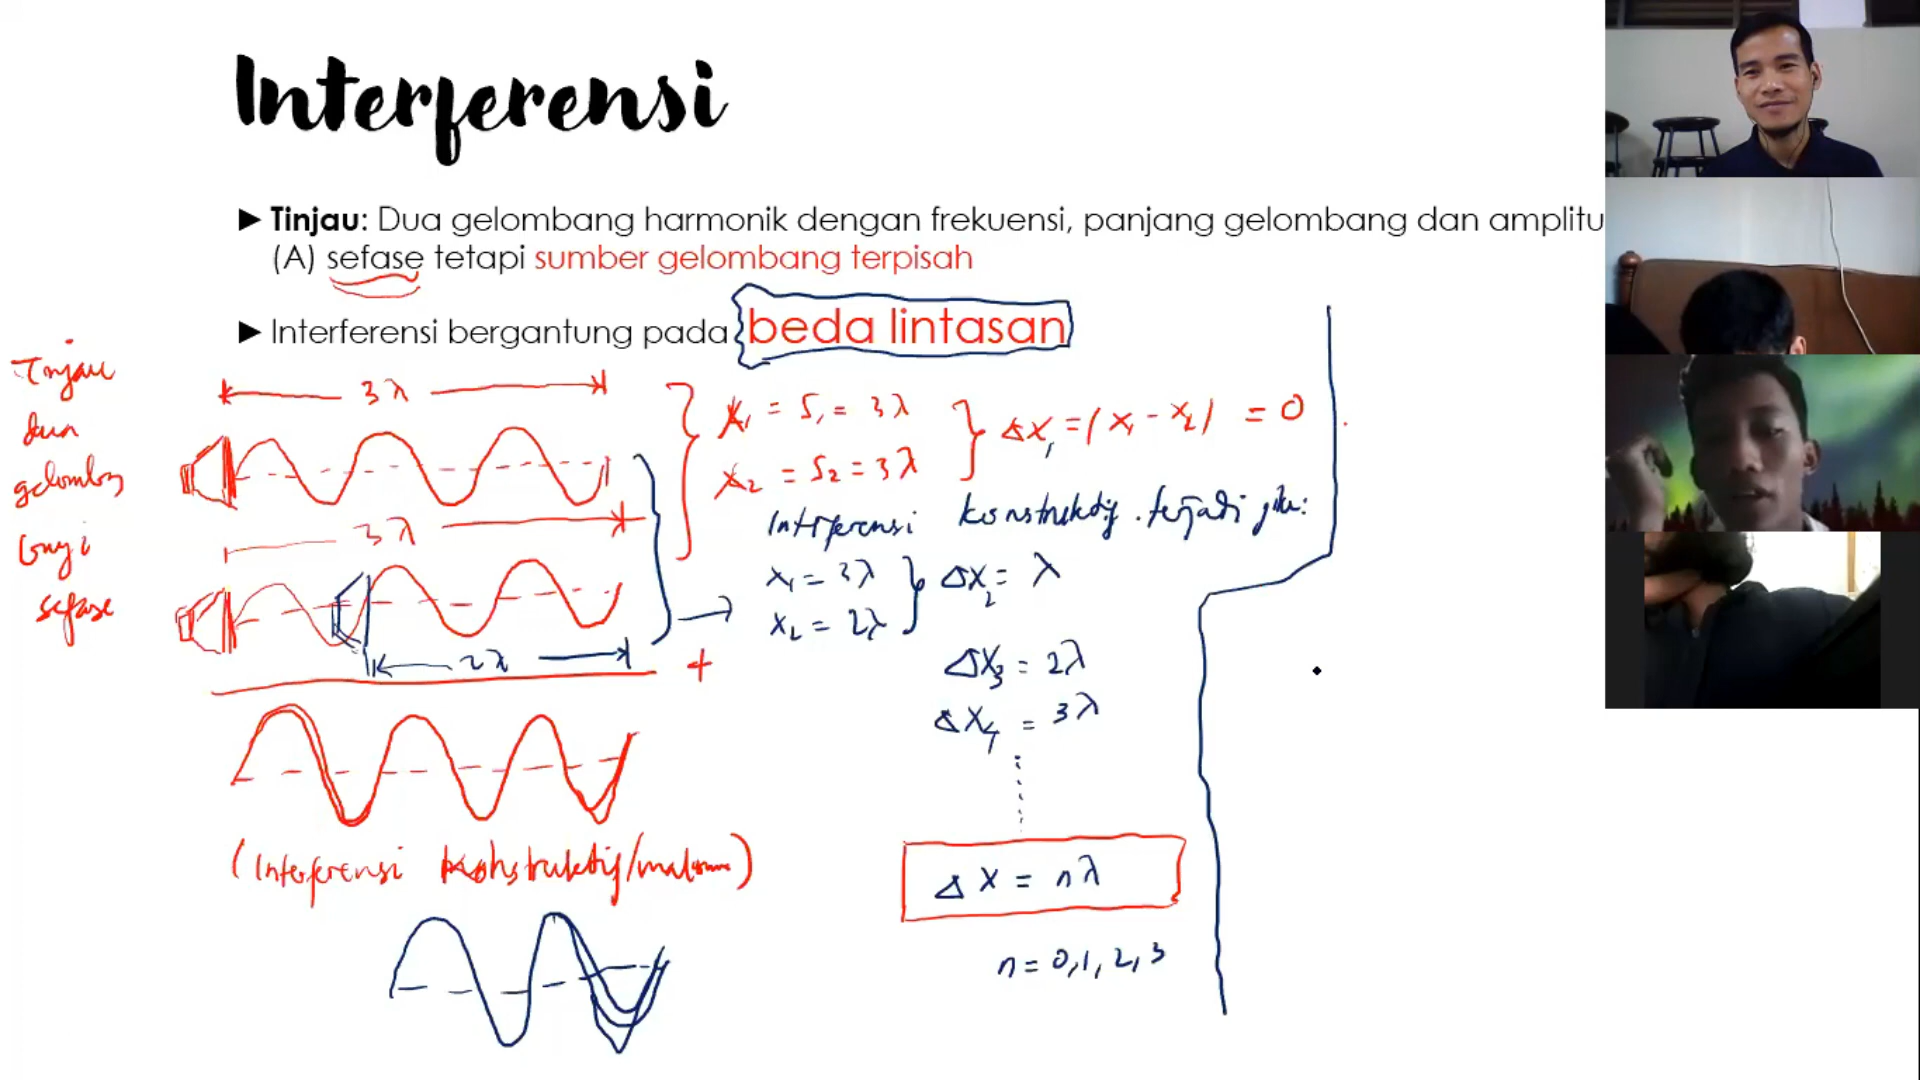 Interferensi
► Tinjau: Dua gelombang harmonik dengan frekuensi, panjang gelombang dan amplitu
(A) sefase tetapi sumber gelombang terpisah
► Interferensi bergantung pada beda lintasan
Tinjau
dua
gelombang
bunyi
sefase
3λ
3λ
2λ
+
(Interferensi Konstruktif/maksimum)
x₁ = S₁ = 3λ
x₂ = S₂ = 3λ
Δx₁ = |x₁ - x₂| = 0
Interferensi konstruktif terjadi jika:
x₁ = 3λ
x₂ = 2λ
Δx₂ = λ
Δx₃ = 2λ
Δx₄ = 3λ
Δx = nλ
n = 0, 1, 2, 3